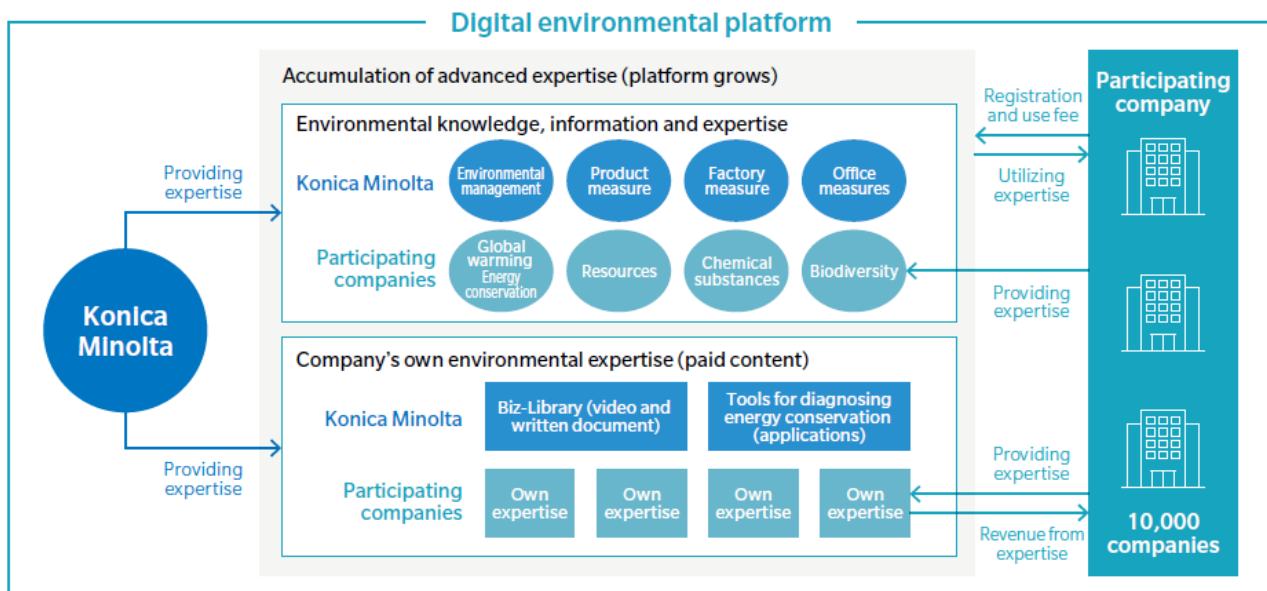 Digital environmental platform
Accumulation of advanced expertise (platform grows)
Environmental knowledge, information and expertise
Konica Minolta
Environmental
management
Product
measure
Factory
measure
Office
measures
Participating
companies
Global
warming
Energy
conservation
Resources
Chemical
substances
Biodiversity
Company's own environmental expertise (paid content)
Konica Minolta
Biz-Library (video and
written document)
Tools for diagnosing
energy conservation
(applications)
Participating
companies
Own
expertise
Own
expertise
Own
expertise
Own
expertise
Providing
expertise
Konica
Minolta
Providing
expertise
Registration
and use fee
Utilizing
expertise
Providing
expertise
Providing
expertise
Revenue from
expertise
Participating
company
10,000
companies